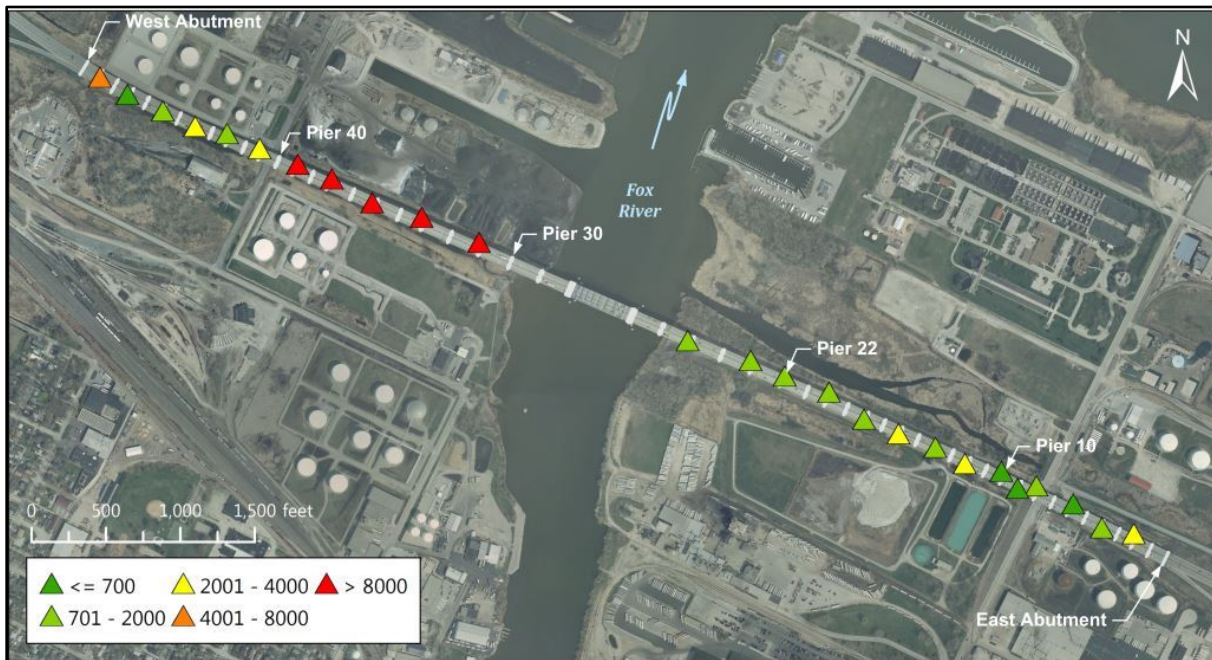 West Abutment
N
Pier 40
Fox
River
Pier 30
Pier 22
Pier 10
0 500 1,000 1,500 feet
<= 700 2001 - 4000 > 8000
701 - 2000 4001 - 8000
East Abutment